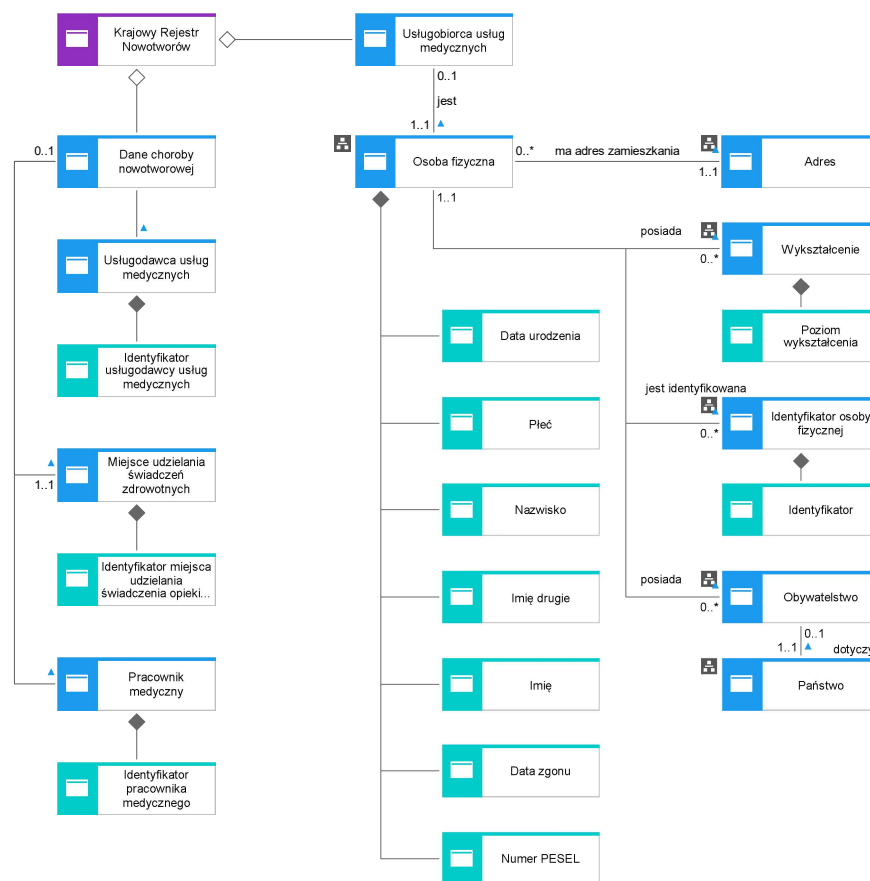 Krajowy Rejestr
Nowotworów
Usługobiorca usług
medycznych
0..1
jest
1..1
0..1
Dane choroby
nowotworowej
Osoba fizyczna
0..*
ma adres zamieszkania
1..1
Adres
1..1
posiada
0..*
Wykształcenie
Usługodawca usług
medycznych
Data urodzenia
Poziom
wykształcenia
Identyfikator
usługodawcy usług
medycznych
jest identyfikowana
0..*
Identyfikator osoby
fizycznej
Płeć
1..1
Miejsce udzielania
świadczeń
zdrowotnych
Nazwisko
Identyfikator
Identyfikator miejsca
udzielania
świadczenia opieki...
Imię drugie
posiada
0..*
Obywatelstwo
0..1
1..1
dotyczy
Pracownik
medyczny
Imię
Państwo
Identyfikator
pracownika
medycznego
Data zgonu
Numer PESEL